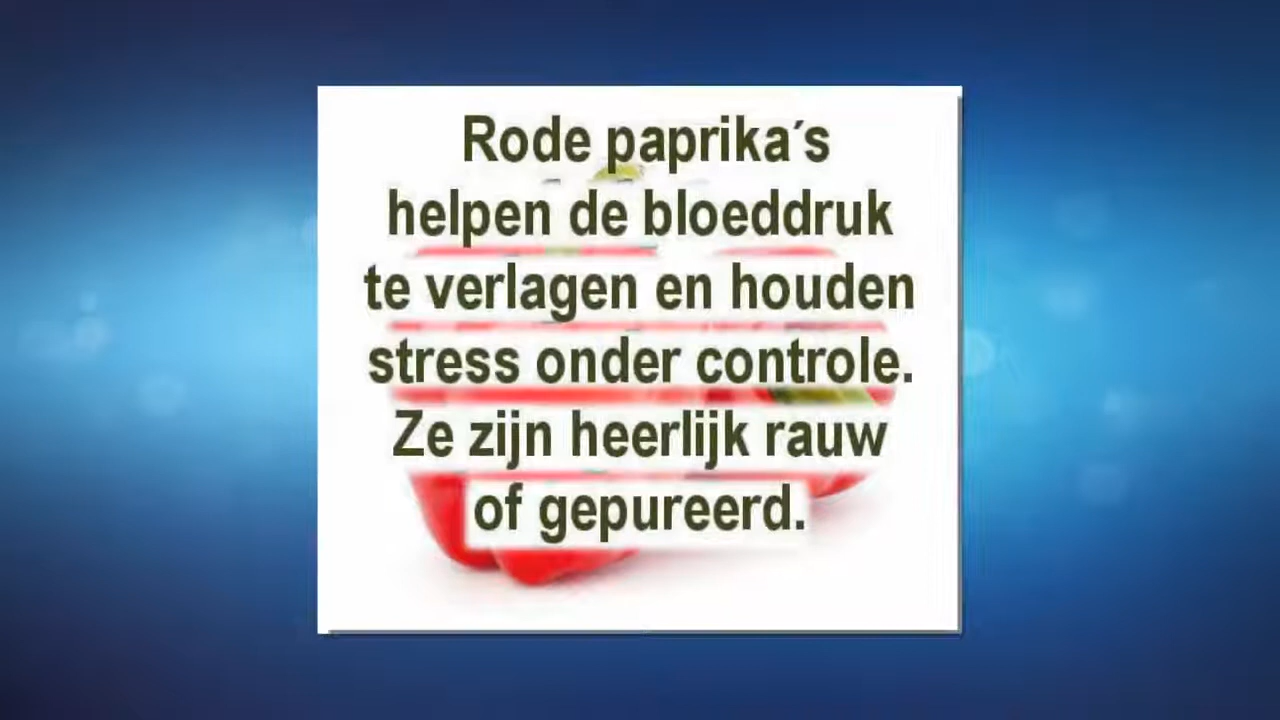 Rode paprika´s
helpen de bloeddruk
te verlagen en houden
stress onder controle.
Ze zijn heerlijk rauw
of gepureerd.